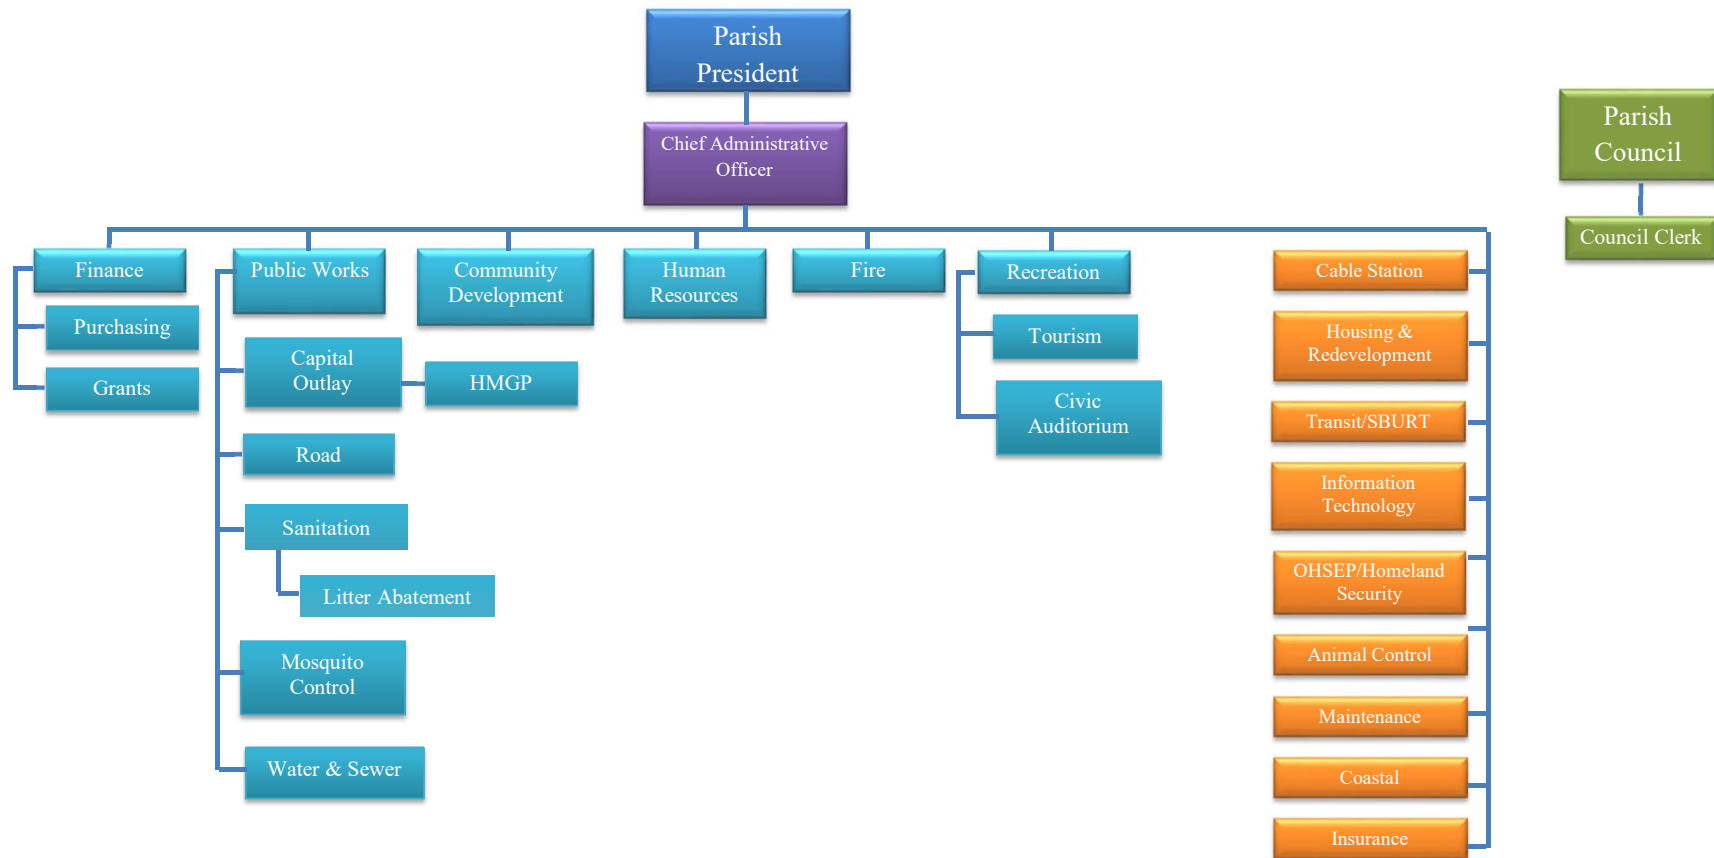 Parish
President
Chief Administrative
Officer
Parish
Council
Council Clerk
Finance
Purchasing
Grants
Public Works
Capital
Outlay
HMGP
Road
Sanitation
Litter Abatement
Mosquito
Control
Water & Sewer
Community
Development
Human
Resources
Fire
Recreation
Tourism
Civic
Auditorium
Cable Station
Housing &
Redevelopment
Transit/SBURT
Information
Technology
OHSEP/Homeland
Security
Animal Control
Maintenance
Coastal
Insurance